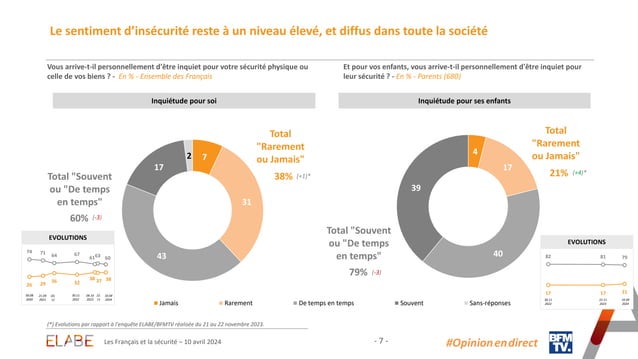 Le sentiment d'insécurité reste à un niveau élevé, et diffus dans toute la société
Vous arrive-t-il personnellement d'être inquiet pour votre sécurité physique ou
celle de vos biens ? - En % - Ensemble des Français
Et pour vos enfants, vous arrive-t-il personnellement d'être inquiet pour
leur sécurité ? - En % - Parents (680)
Inquiétude pour soi
Inquiétude pour ses enfants
Total
"Rarement
ou Jamais"
38% (+1)*
Total "Souvent
ou "De temps
en temps"
60% (-3)
2
7
17
31
43
Total
"Rarement
ou Jamais"
21% (+4)*
Total "Souvent
ou "De temps
en temps"
79% (-3)
4
17
39
40
EVOLUTIONS
71
64
67
61
63
60
29
36
32
38
37
38
EVOLUTIONS
82
81
79
17
17
21
Jamais
Rarement
De temps en temps
Souvent
Sans-réponses
(*) Evolutions par rapport à l'enquête ELABE/BFMTV réalisée du 21 au 22 novembre 2023.
ELABE
Les Français et la sécurité – 10 avril 2024
- 7 -
#Opinion en direct
BFM
TV.